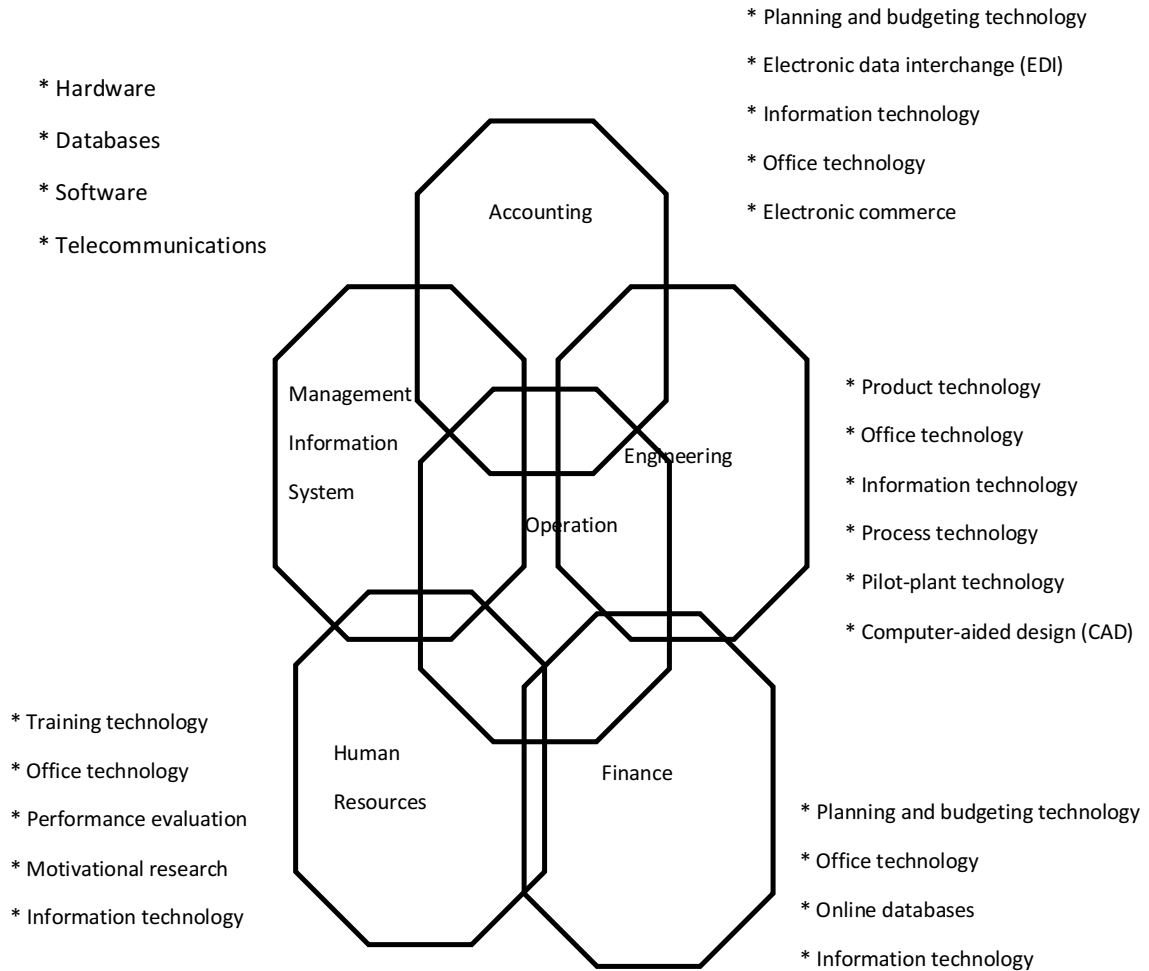 * Planning and budgeting technology
* Electronic data interchange (EDI)
* Information technology
* Office technology
* Electronic commerce
* Hardware
* Databases
* Software
* Telecommunications
Accounting
Management
Information
System
Engineering
Operation
* Product technology
* Office technology
* Information technology
* Process technology
* Pilot-plant technology
* Computer-aided design (CAD)
* Training technology
* Office technology
* Performance evaluation
* Motivational research
* Information technology
Human
Resources
Finance
* Planning and budgeting technology
* Office technology
* Online databases
* Information technology